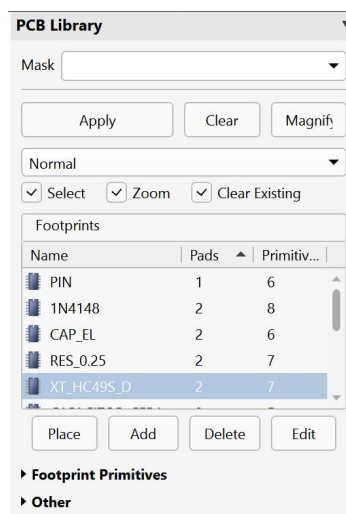 PCB Library
Mask
Apply Clear Magnify
Normal
Select Zoom Clear Existing
Footprints
Name Pads Primitiv...
PIN 1 6
1N4148 2 8
CAP_EL 2 6
RES_0.25 2 7
XT_HC49S_D 2 7
Place Add Delete Edit
Footprint Primitives
Other